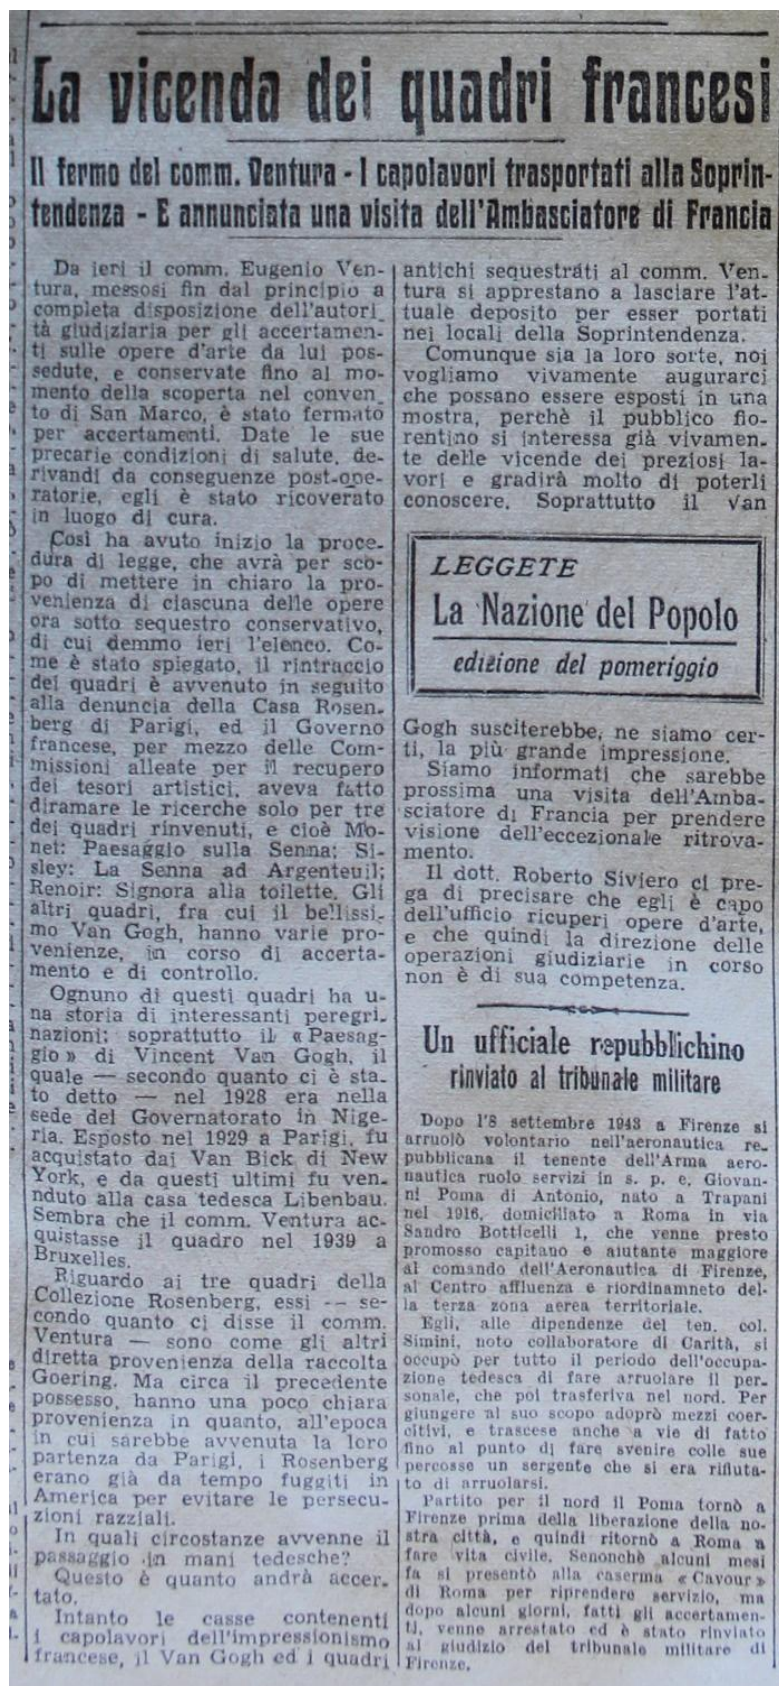 La vicenda dei quadri francesi
Il fermo del comm. Ventura - I capolavori trasportati alla Soprin-
tendenza - E annunciata una visita dell'Ambasciatore di Francia
Da ieri il comm. Eugenio Ven-
tura, messosi fin dal principio a
completa disposizione dell'autori
tà giudiziaria per gli accertamen-
ti sulle opere d'arte da lui pos-
sedute, e conservate fino al mo-
mento della scoperta nel conven-
to di San Marco, è stato fermato
per accertamenti. Date le sue
precarie condizioni di salute, de-
rivandi da conseguenze post-ope-
ratorie, egli è stato ricoverato
in luogo di cura.
Così ha avuto inizio la proce-
dura di legge, che avrà per sco-
po di mettere in chiaro la pro-
venienza di ciascuna delle opere
ora sotto sequestro conservativo,
di cui demmo ieri l'elenco. Co-
me è stato spiegato, il rintraccio
dei quadri è avvenuto in seguito
alla denuncia della Casa Rosen-
berg di Parigi, ed il Governo
francese, per mezzo delle Com-
missioni alleate per il recupero
dei tesori artistici, aveva fatto
diramare le ricerche solo per tre
dei quadri rinvenuti, e cioè Mo-
net: Paesaggio sulla Senna; Si-
sley: La Senna ad Argenteuil;
Renoir: Signora alla toilette. Gli
altri quadri, fra cui il bellissi-
mo Van Gogh, hanno varie pro-
venienze, in corso di accerta-
mento e di controllo.
Ognuno di questi quadri ha u-
na storia di interessanti peregri-
nazioni: soprattutto il « Paesag-
gio » di Vincent Van Gogh, il
quale — secondo quanto ci è sta-
to detto — nel 1928 era nella
sede del Governatorato in Nige-
ria. Esposto nel 1929 a Parigi, fu
acquistato dai Van Bick di New
York, e da questi ultimi fu ven-
nduto alla casa tedesca Libenbau.
Sembra che il comm. Ventura ac-
quistasse il quadro nel 1939 a
Bruxelles.
Riguardo ai tre quadri della
Collezione Rosenberg, essi — se-
condo quanto ci disse il comm.
Ventura — sono come gli altri
diretta provenienza della raccolta
Goering. Ma circa il precedente
possesso, hanno una poco chiara
provenienza in quanto, all'epoca
in cui sarebbe avvenuta la loro
partenza da Parigi, i Rosenberg
erano già da tempo fuggiti in
America per evitare le persecu-
zioni razziali.
In quali circostanze avvenne il
passaggio in mani tedesche?
Questo è quanto andrà accer-
tato.
Intanto le casse contenenti
i capolavori dell'impressionismo
francese, il Van Gogh ed i quadri
antichi sequestrati al comm. Ven-
tura si apprestano a lasciare l'at-
tuale deposito per esser portati
nei locali della Soprintendenza.
Comunque sia la loro sorte, noi
vogliamo vivamente augurarci
che possano essere esposti in una
mostra, perchè il pubblico fio-
rentino si interessa già vivamen-
te delle vicende dei preziosi la-
vori e gradirà molto di poterli
conoscere. Soprattutto il Van
LEGGETE
La Nazione del Popolo
edizione del pomeriggio
Gogh susciterebbe, ne siamo cer-
ti, la più grande impressione.
Siamo informati che sarebbe
prossima una visita dell'Amba-
sciatore di Francia per prendere
visione dell'eccezionale ritrova-
mento.
Il dott. Roberto Siviero ci pre-
ga di precisare che egli è capo
dell'ufficio ricuperi opere d'arte,
e che quindi la direzione delle
operazioni giudiziarie in corso
non è di sua competenza.
Un ufficiale repubblichino
rinviato al tribunale militare
Dopo l'8 settembre 1943 a Firenze si
arruolò volontario nell'aeronautica re-
pubblicana il tenente dell'Arma aero-
nautica ruolo servizi in s. p. e. Giovan-
ni Poma di Antonio, nato a Trapani
nel 1916, domiciliato a Roma in via
Sandro Botticelli 1, che venne presto
promosso capitano e aiutante maggiore
al comando dell'Aeronautica di Firenze,
al Centro affluenza e riordinamneto del-
la terza zona aerea territoriale.
Egli, alle dipendenze del ten. col.
Simini, noto collaboratore di Carità, si
occupò per tutto il periodo dell'occupa-
zione tedesca di fare arruolare il per-
sonale, che poi trasferiva nel nord. Per
giungere al suo scopo adoprò mezzi coer-
citivi, e trascese anche a vie di fatto
fino al punto di fare svenire colle sue
percosse un sergente che si era rifiuta-
to di arruolarsi.
Partito per il nord il Poma tornò a
Firenze prima della liberazione della no-
stra città, e quindi ritornò a Roma a
fare vita civile. Senonchè alcuni mesi
fa si presentò alla caserma « Cavour »
di Roma per riprendere servizio, ma
dopo alcuni giorni, fatti gli accertamen-
ti, venne arrestato ed è stato rinviato
al giudizio del tribunale militare di
Firenze.